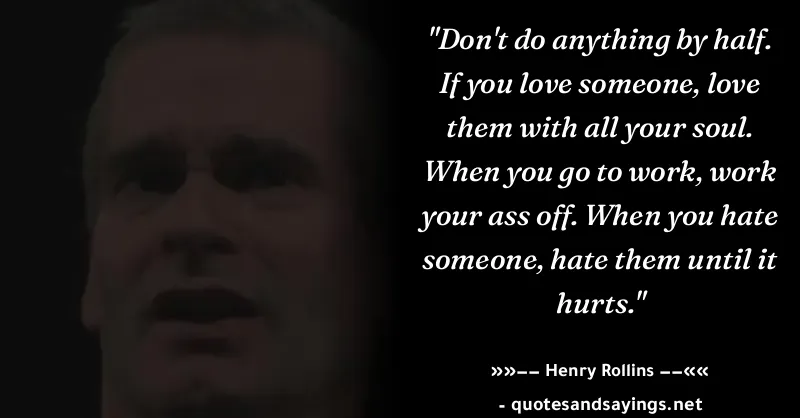 "Don't do anything by half.
If you love someone, love
them with all your soul.
When you go to work, work
your ass off. When you hate
someone, hate them until it
hurts."
»»–– Henry Rollins ––««
- quotesandsayings.net